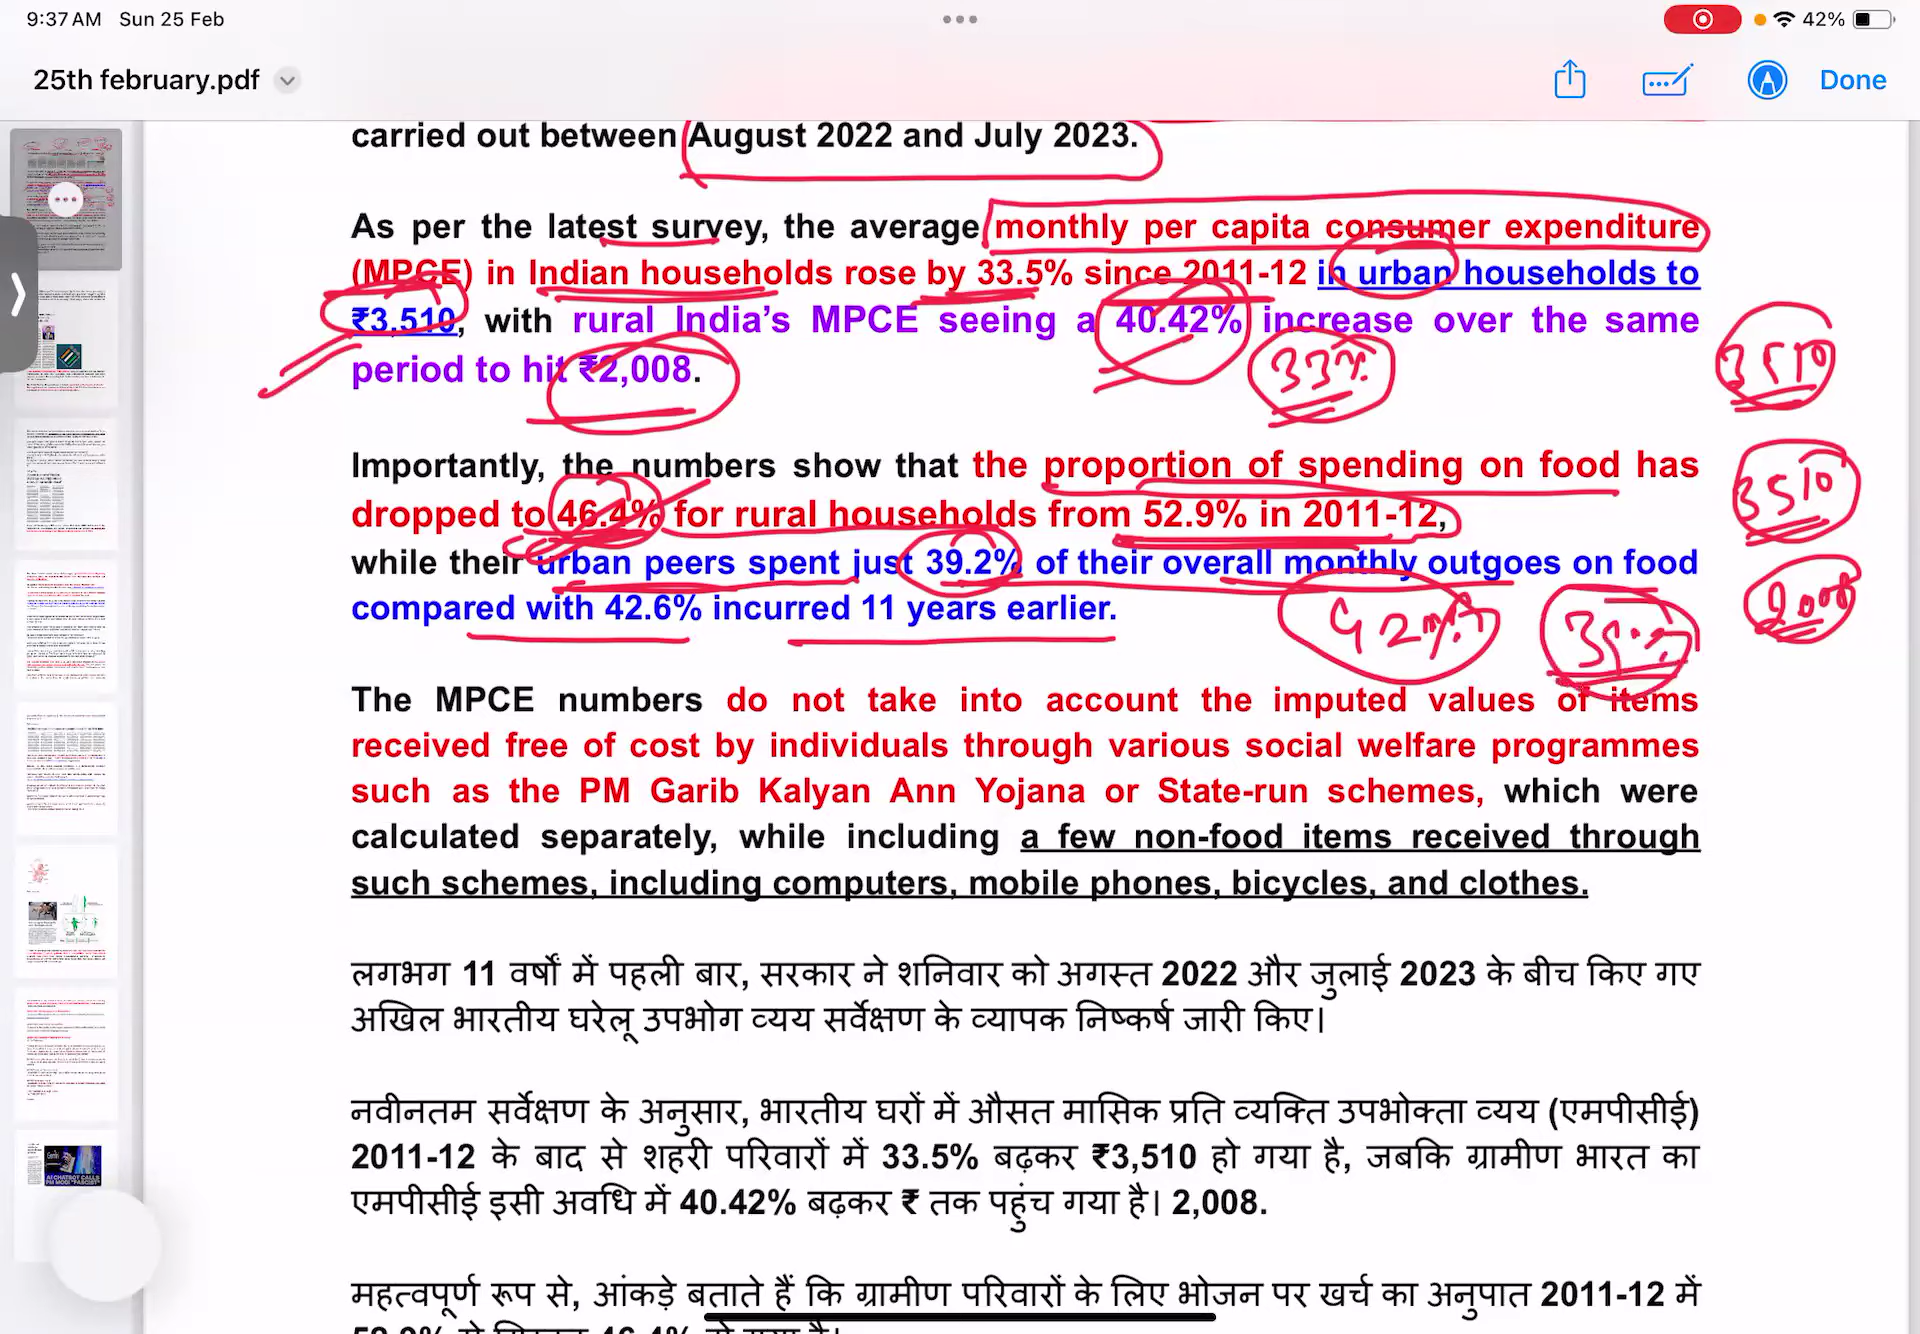 9:37 AM Sun 25 Feb
42%
25th february.pdf
Done
carried out between August 2022 and July 2023.
As per the latest survey, the average monthly per capita consumer expenditure
(MPCE) in Indian households rose by 33.5% since 2011-12 in urban households to
₹3,510, with rural India’s MPCE seeing a 40.42% increase over the same
period to hit ₹2,008.
33%
3510
Importantly, the numbers show that the proportion of spending on food has
dropped to 46.4% for rural households from 52.9% in 2011-12,
3510
while their urban peers spent just 39.2% of their overall monthly outgoes on food
compared with 42.6% incurred 11 years earlier.
2008
The MPCE numbers do not take into account the imputed values of items
received free of cost by individuals through various social welfare programmes
such as the PM Garib Kalyan Ann Yojana or State-run schemes, which were
calculated separately, while including a few non-food items received through
such schemes, including computers, mobile phones, bicycles, and clothes.
लगभग 11 वर्षों में पहली बार, सरकार ने शनिवार को अगस्त 2022 और जुलाई 2023 के बीच किए गए
अखिल भारतीय घरेलू उपभोग व्यय सर्वेक्षण के व्यापक निष्कर्ष जारी किए।
नवीनतम सर्वेक्षण के अनुसार, भारतीय घरों में औसत मासिक प्रति व्यक्ति उपभोक्ता व्यय (एमपीसीई)
2011-12 के बाद से शहरी परिवारों में 33.5% बढ़कर ₹3,510 हो गया है, जबकि ग्रामीण भारत का
एमपीसीई इसी अवधि में 40.42% बढ़कर ₹ तक पहुंच गया है। 2,008.
महत्वपूर्ण रूप से, आंकड़े बताते हैं कि ग्रामीण परिवारों के लिए भोजन पर खर्च का अनुपात 2011-12 में